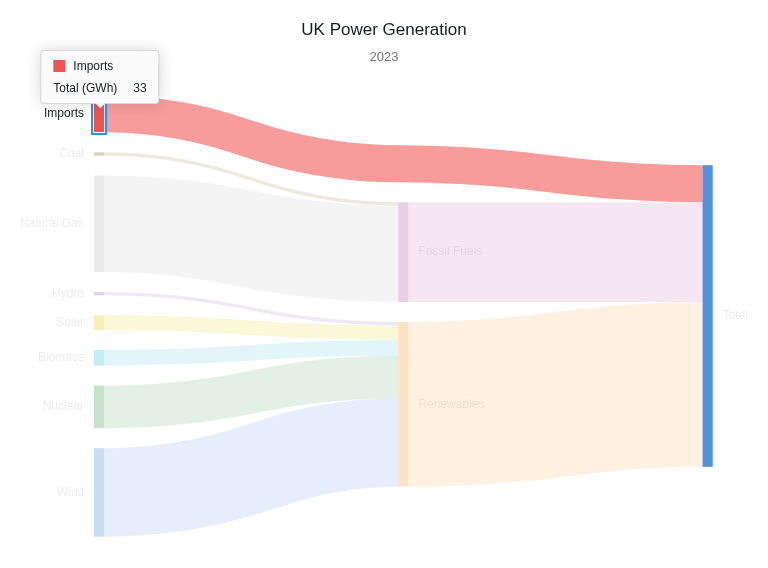 UK Power Generation
2023
Imports
Total (GWh) 33
Imports
Coal
Natural Gas
Fossil Fuels
Hydro
Total
Solar
Biomass
Nuclear
Renewables
Wind